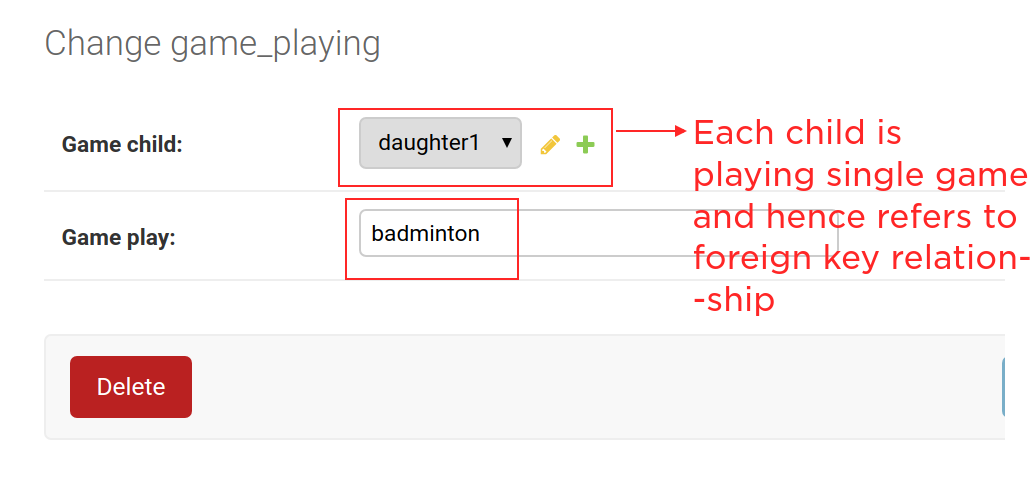 Change game_playing
Game child:
daughter1
Each child is
playing single game
and hence refers to
foreign key relation-
-ship
Game play:
badminton
Delete